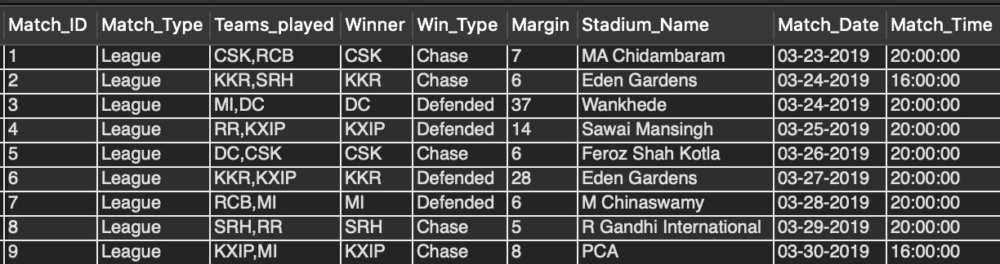 Match_ID Match_Type Teams_played Winner Win_Type Margin Stadium_Name Match_Date Match_Time
1 League CSK,RCB CSK Chase 7 MA Chidambaram 03-23-2019 20:00:00
2 League KKR,SRH KKR Chase 6 Eden Gardens 03-24-2019 16:00:00
3 League MI,DC DC Defended 37 Wankhede 03-24-2019 20:00:00
4 League RR,KXIP KXIP Defended 14 Sawai Mansingh 03-25-2019 20:00:00
5 League DC,CSK CSK Chase 6 Feroz Shah Kotla 03-26-2019 20:00:00
6 League KKR,KXIP KKR Defended 28 Eden Gardens 03-27-2019 20:00:00
7 League RCB,MI MI Defended 6 M Chinaswamy 03-28-2019 20:00:00
8 League SRH,RR SRH Chase 5 R Gandhi International 03-29-2019 20:00:00
9 League KXIP,MI KXIP Chase 8 PCA 03-30-2019 16:00:00